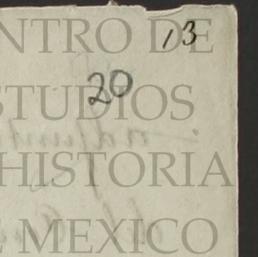 NTRO DE
13
20
STUDIOS
HISTORIA
E MEXICO